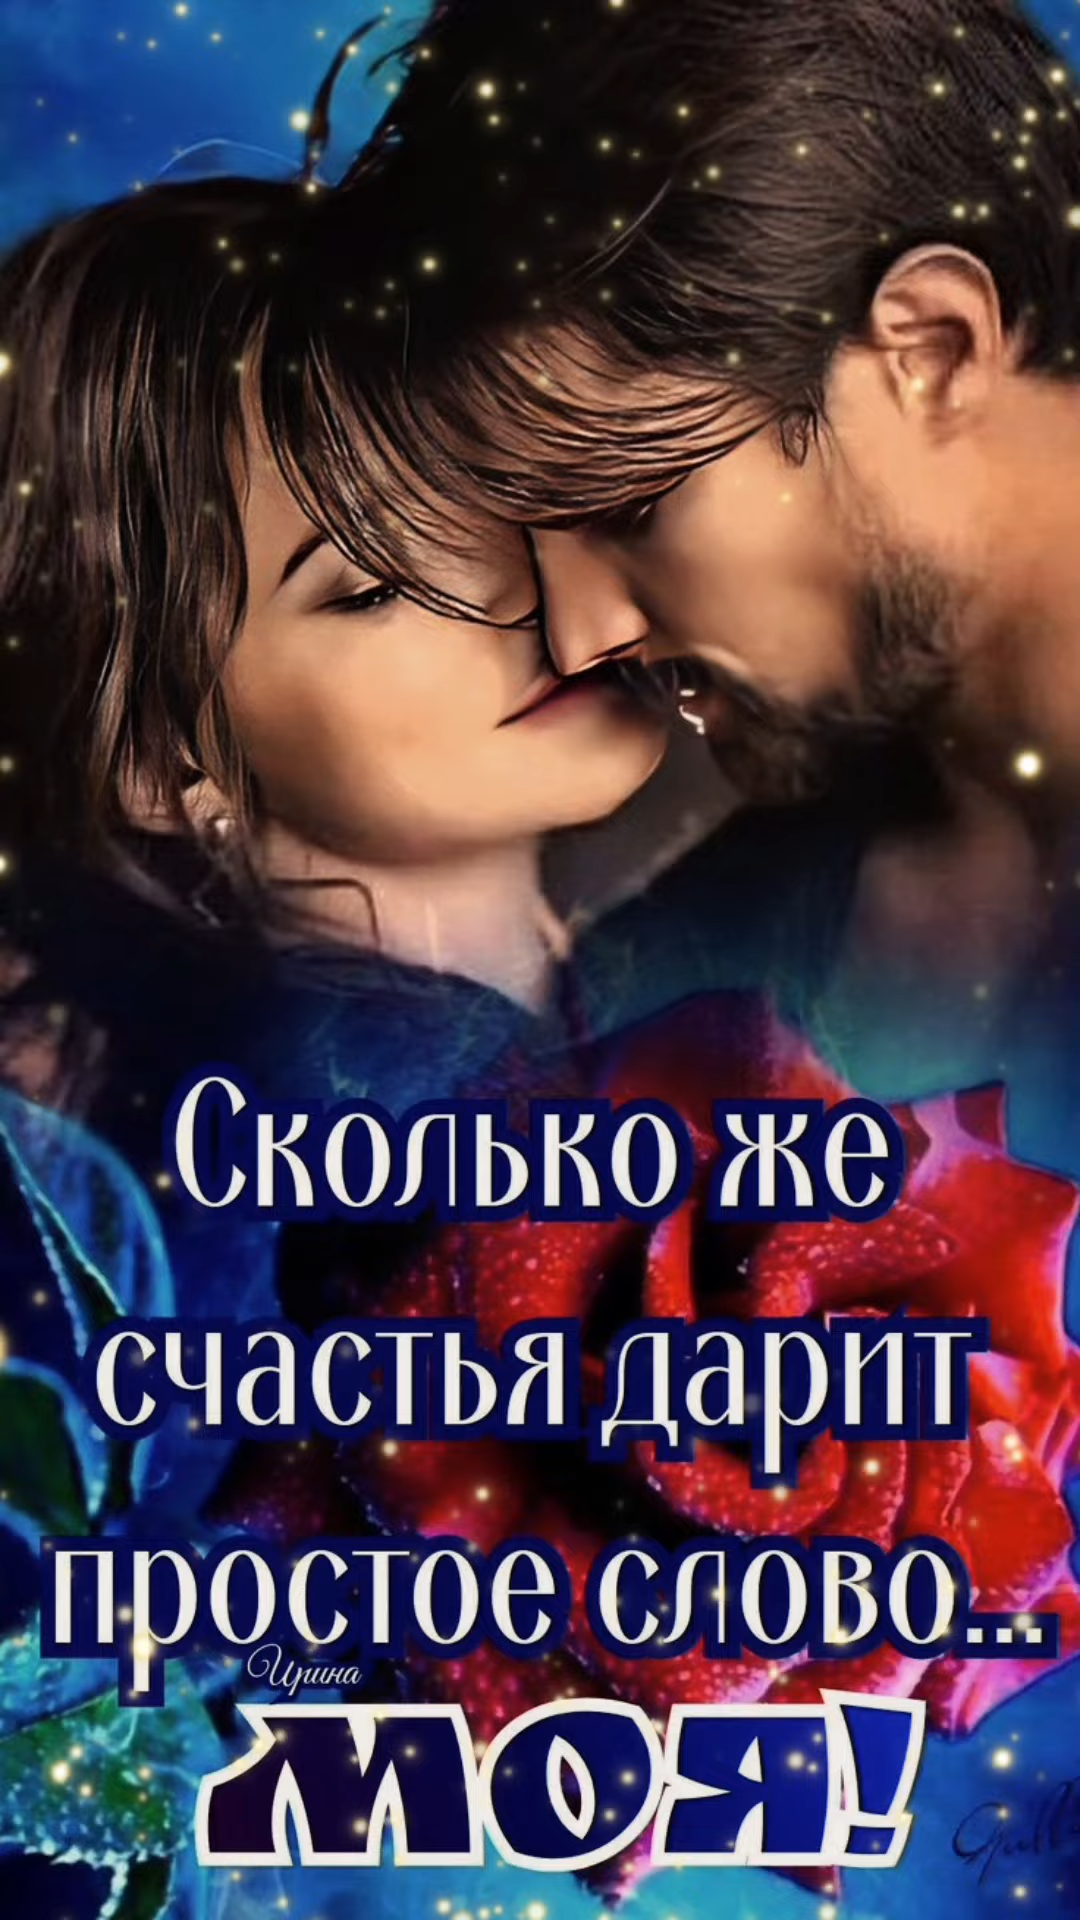 Сколько же
счастья дарит
простое слово...
Ирина
МОЯ!